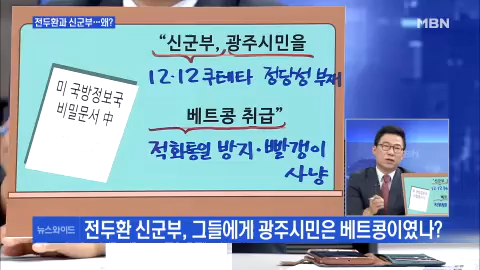 전두환과 신군부…왜?
MBN
"신군부, 광주시민을
12·12쿠테타 정당성 부재
미 국방정보국
비밀문서 中
베트콩 취급"
적화통일 방지·빨갱이
사냥
뉴스와이드
전두환 신군부, 그들에게 광주시민은 베트콩이였나?